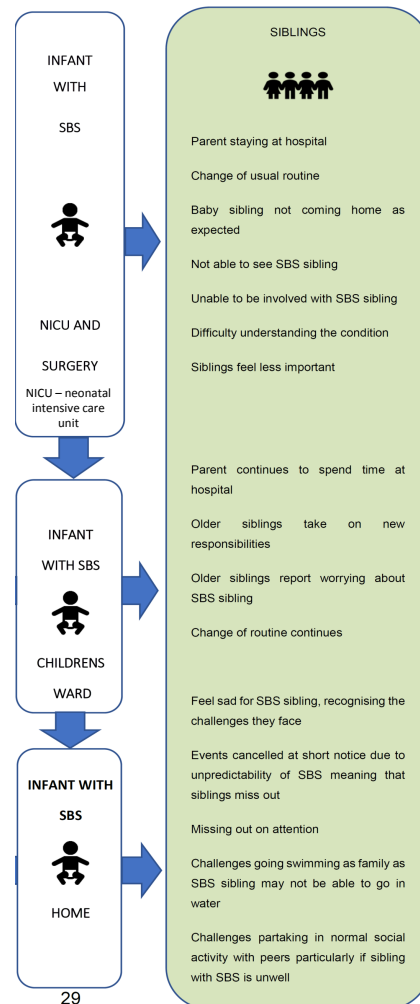 INFANT
WITH
SBS
NICU AND
SURGERY
NICU – neonatal
intensive care
unit
INFANT
WITH SBS
CHILDRENS
WARD
INFANT WITH
SBS
HOME
29
SIBLINGS
Parent staying at hospital
Change of usual routine
Baby sibling not coming home as
expected
Not able to see SBS sibling
Unable to be involved with SBS sibling
Difficulty understanding the condition
Siblings feel less important
Parent continues to spend time at
hospital
Older siblings take on new
responsibilities
Older siblings report worrying about
SBS sibling
Change of routine continues
Feel sad for SBS sibling, recognising the
challenges they face
Events cancelled at short notice due to
unpredictability of SBS meaning that
siblings miss out
Missing out on attention
Challenges going swimming as family as
SBS sibling may not be able to go in
water
Challenges partaking in normal social
activity with peers particularly if sibling
with SBS is unwell